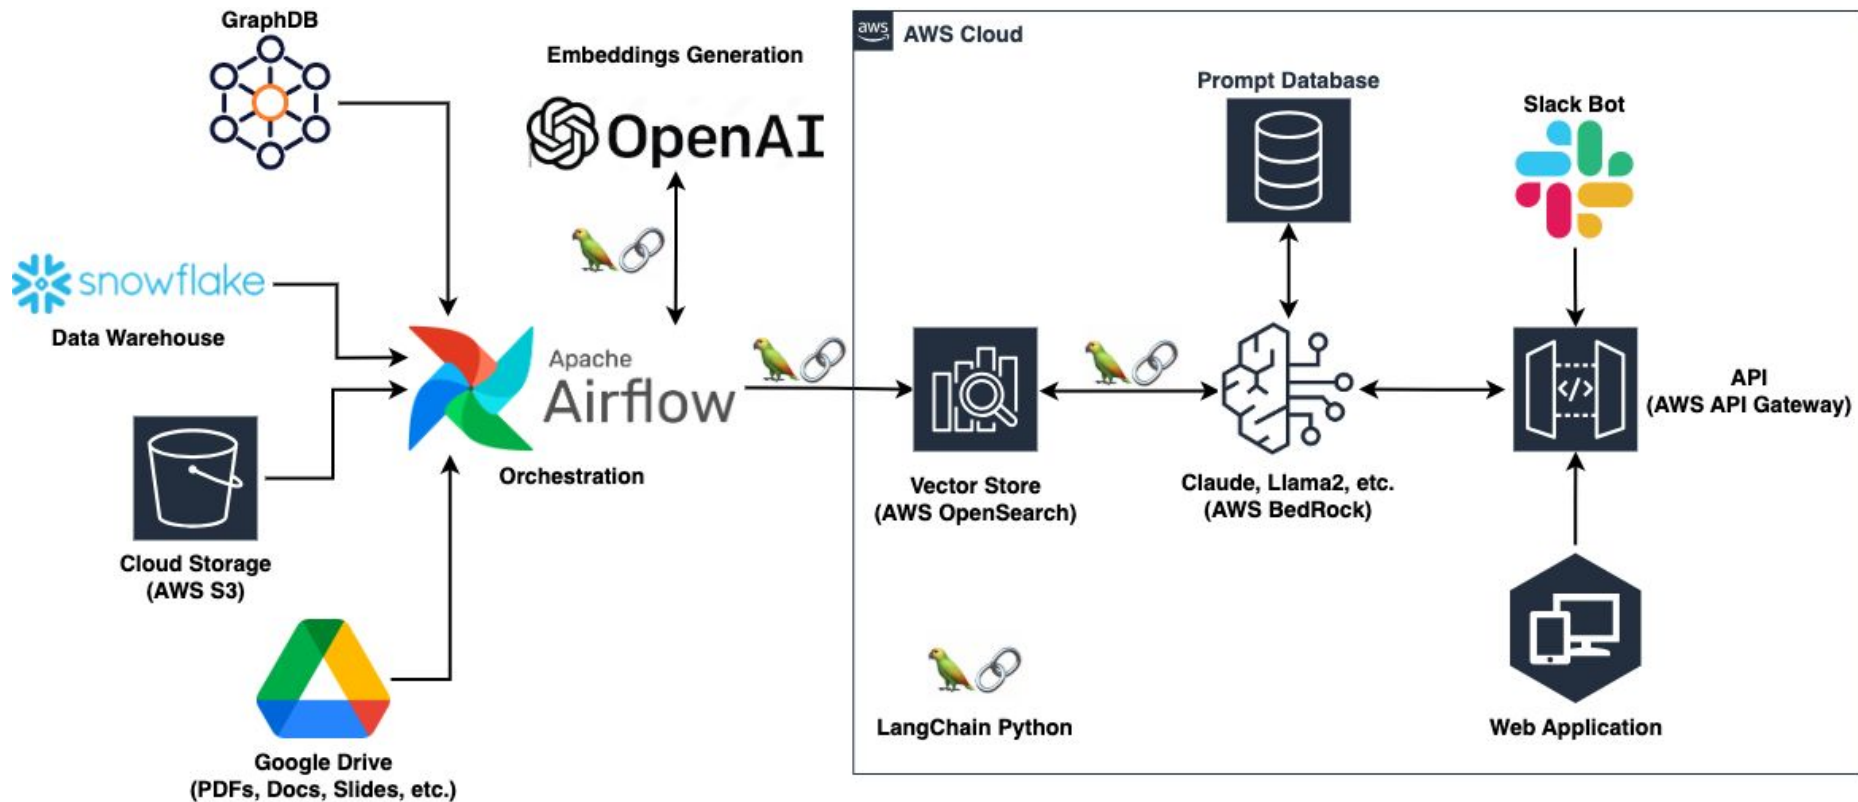 GraphDB
Embeddings Generation
OpenAI
aws
AWS Cloud
Prompt Database
Slack Bot
snowflake
Data Warehouse
Apache
Airflow
Orchestration
Cloud Storage
(AWS S3)
Google Drive
(PDFs, Docs, Slides, etc.)
Vector Store
(AWS OpenSearch)
Claude, Llama2, etc.
(AWS BedRock)
</>
API
(AWS API Gateway)
LangChain Python
Web Application